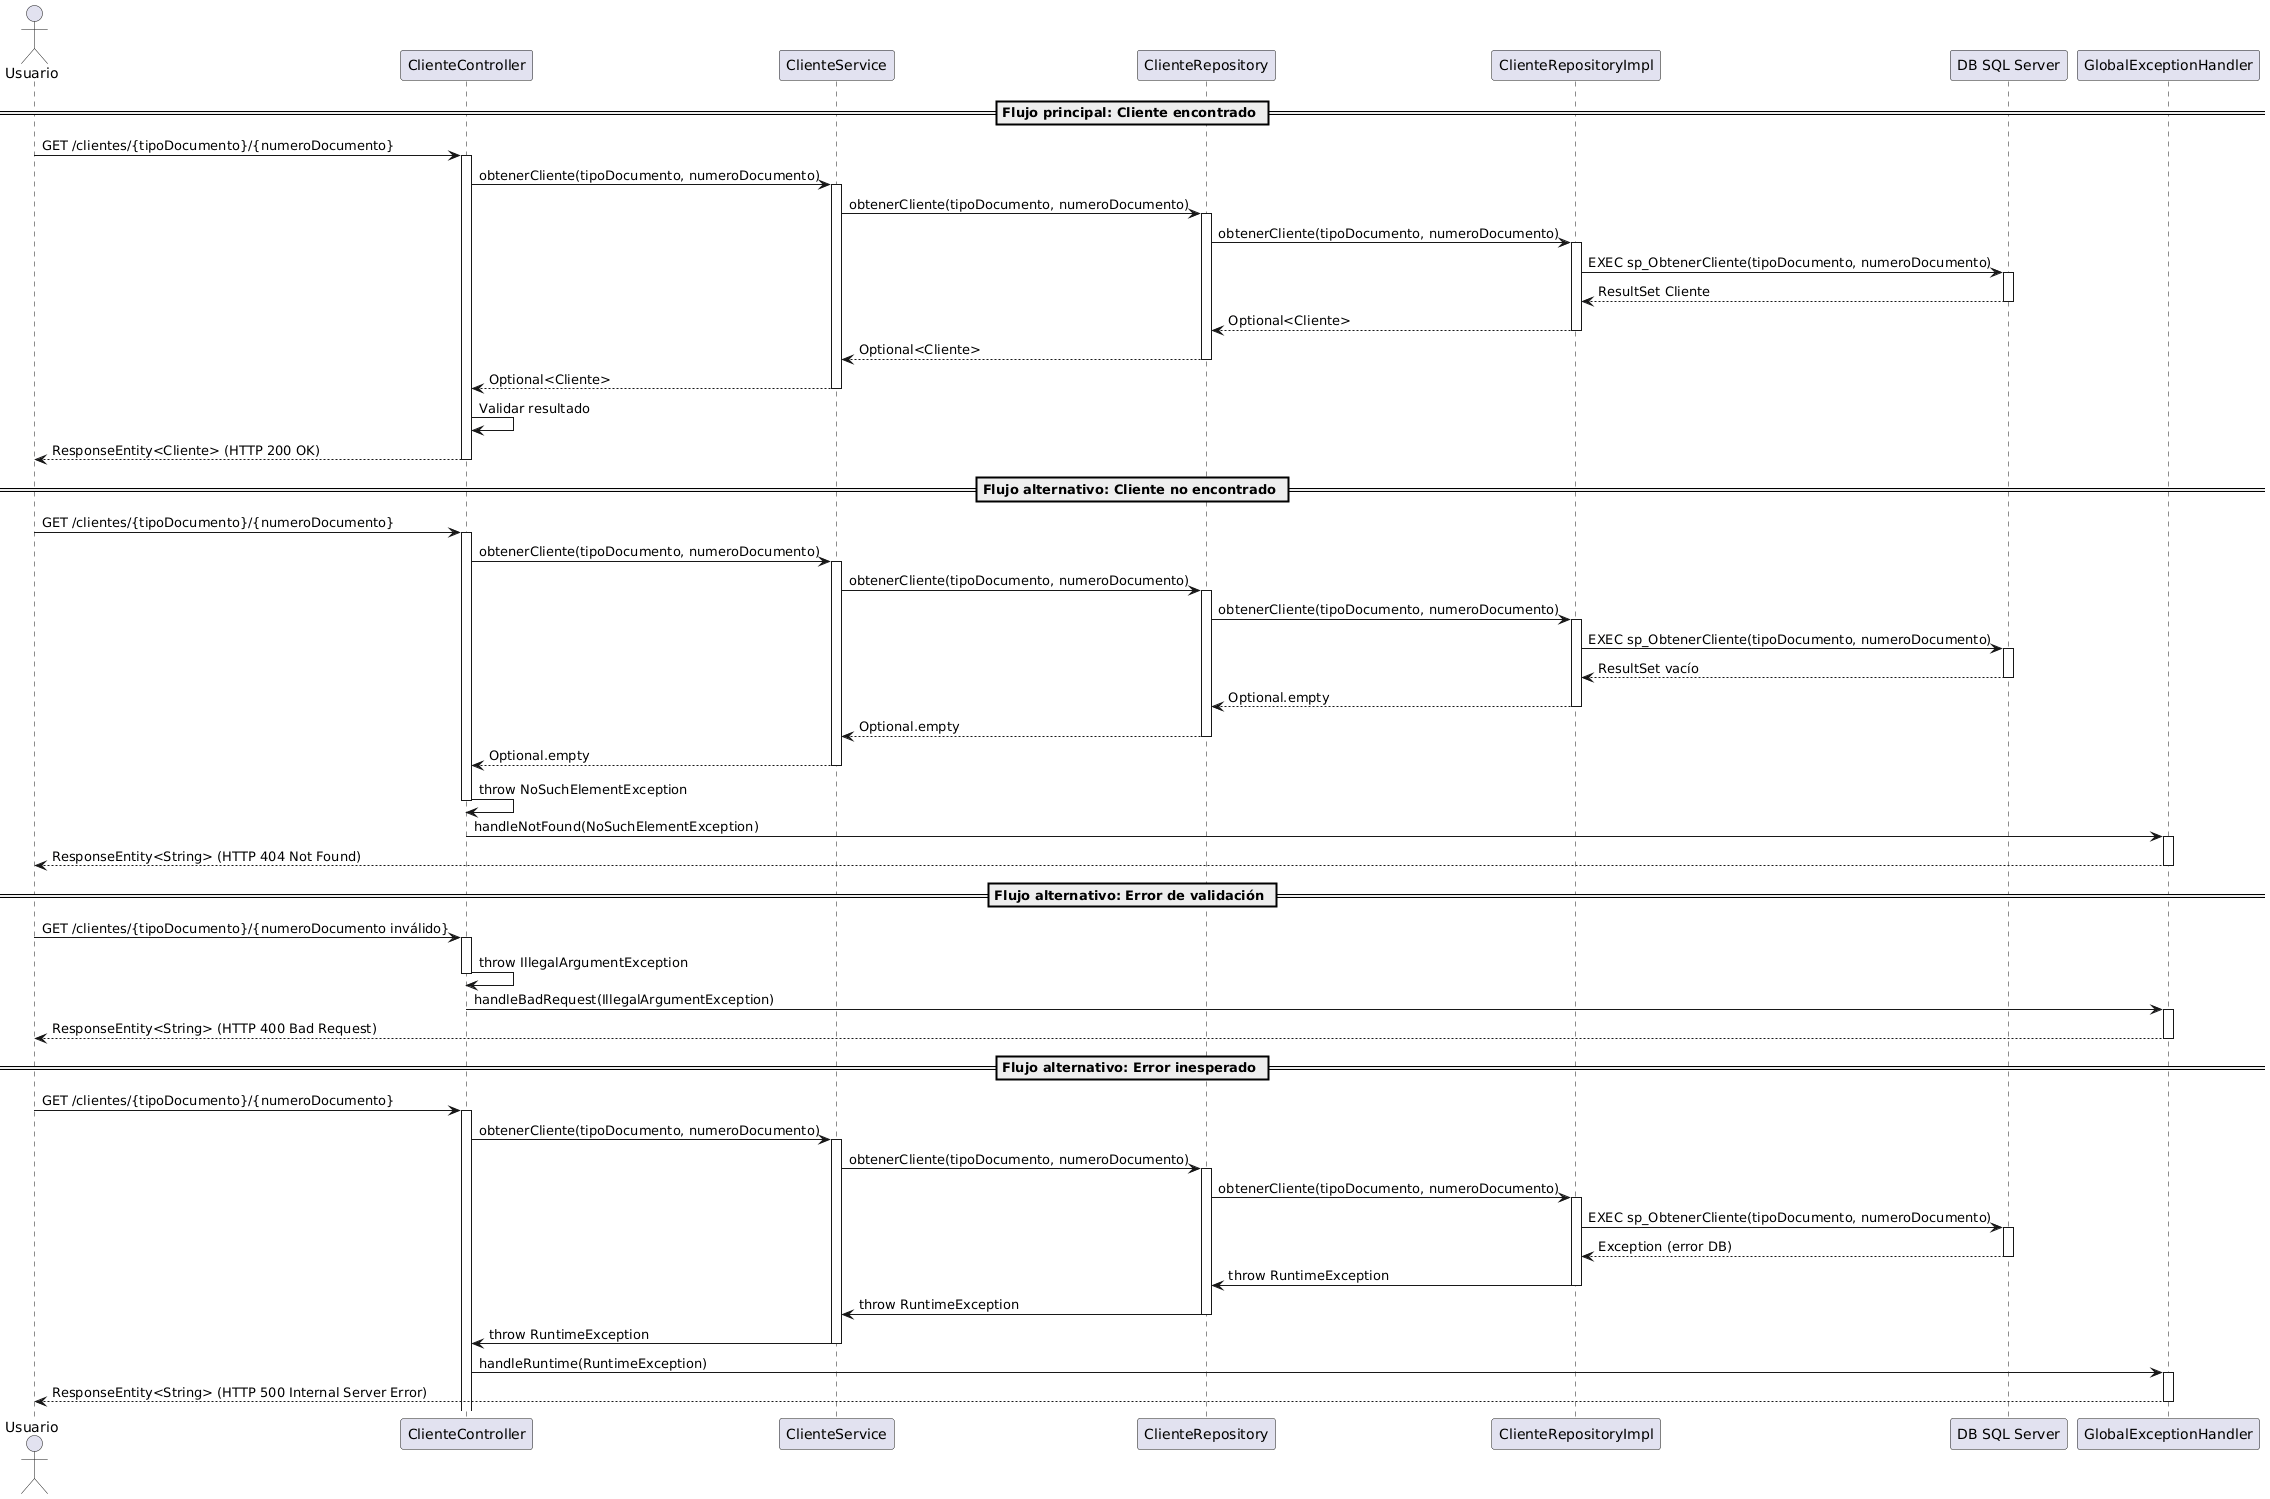 Usuario
ClienteController
ClienteService
ClienteRepository
ClienteRepositoryImpl
DB SQL Server
GlobalExceptionHandler
Flujo principal: Cliente encontrado
GET /clientes/{tipoDocumento}/{numeroDocumento}
obtenerCliente(tipoDocumento, numeroDocumento)
obtenerCliente(tipoDocumento, numeroDocumento)
obtenerCliente(tipoDocumento, numeroDocumento)
EXEC sp_ObtenerCliente(tipoDocumento, numeroDocumento)
ResultSet Cliente
Optional<Cliente>
Optional<Cliente>
Optional<Cliente>
Validar resultado
ResponseEntity<Cliente> (HTTP 200 OK)
Flujo alternativo: Cliente no encontrado
GET /clientes/{tipoDocumento}/{numeroDocumento}
obtenerCliente(tipoDocumento, numeroDocumento)
obtenerCliente(tipoDocumento, numeroDocumento)
obtenerCliente(tipoDocumento, numeroDocumento)
EXEC sp_ObtenerCliente(tipoDocumento, numeroDocumento)
ResultSet vacío
Optional.empty
Optional.empty
Optional.empty
throw NoSuchElementException
handleNotFound(NoSuchElementException)
ResponseEntity<String> (HTTP 404 Not Found)
Flujo alternativo: Error de validación
GET /clientes/{tipoDocumento}/{numeroDocumento inválido}
throw IllegalArgumentException
handleBadRequest(IllegalArgumentException)
ResponseEntity<String> (HTTP 400 Bad Request)
Flujo alternativo: Error inesperado
GET /clientes/{tipoDocumento}/{numeroDocumento}
obtenerCliente(tipoDocumento, numeroDocumento)
obtenerCliente(tipoDocumento, numeroDocumento)
obtenerCliente(tipoDocumento, numeroDocumento)
EXEC sp_ObtenerCliente(tipoDocumento, numeroDocumento)
Exception (error DB)
throw RuntimeException
throw RuntimeException
throw RuntimeException
handleRuntime(RuntimeException)
ResponseEntity<String> (HTTP 500 Internal Server Error)
Usuario
ClienteController
ClienteService
ClienteRepository
ClienteRepositoryImpl
DB SQL Server
GlobalExceptionHandler